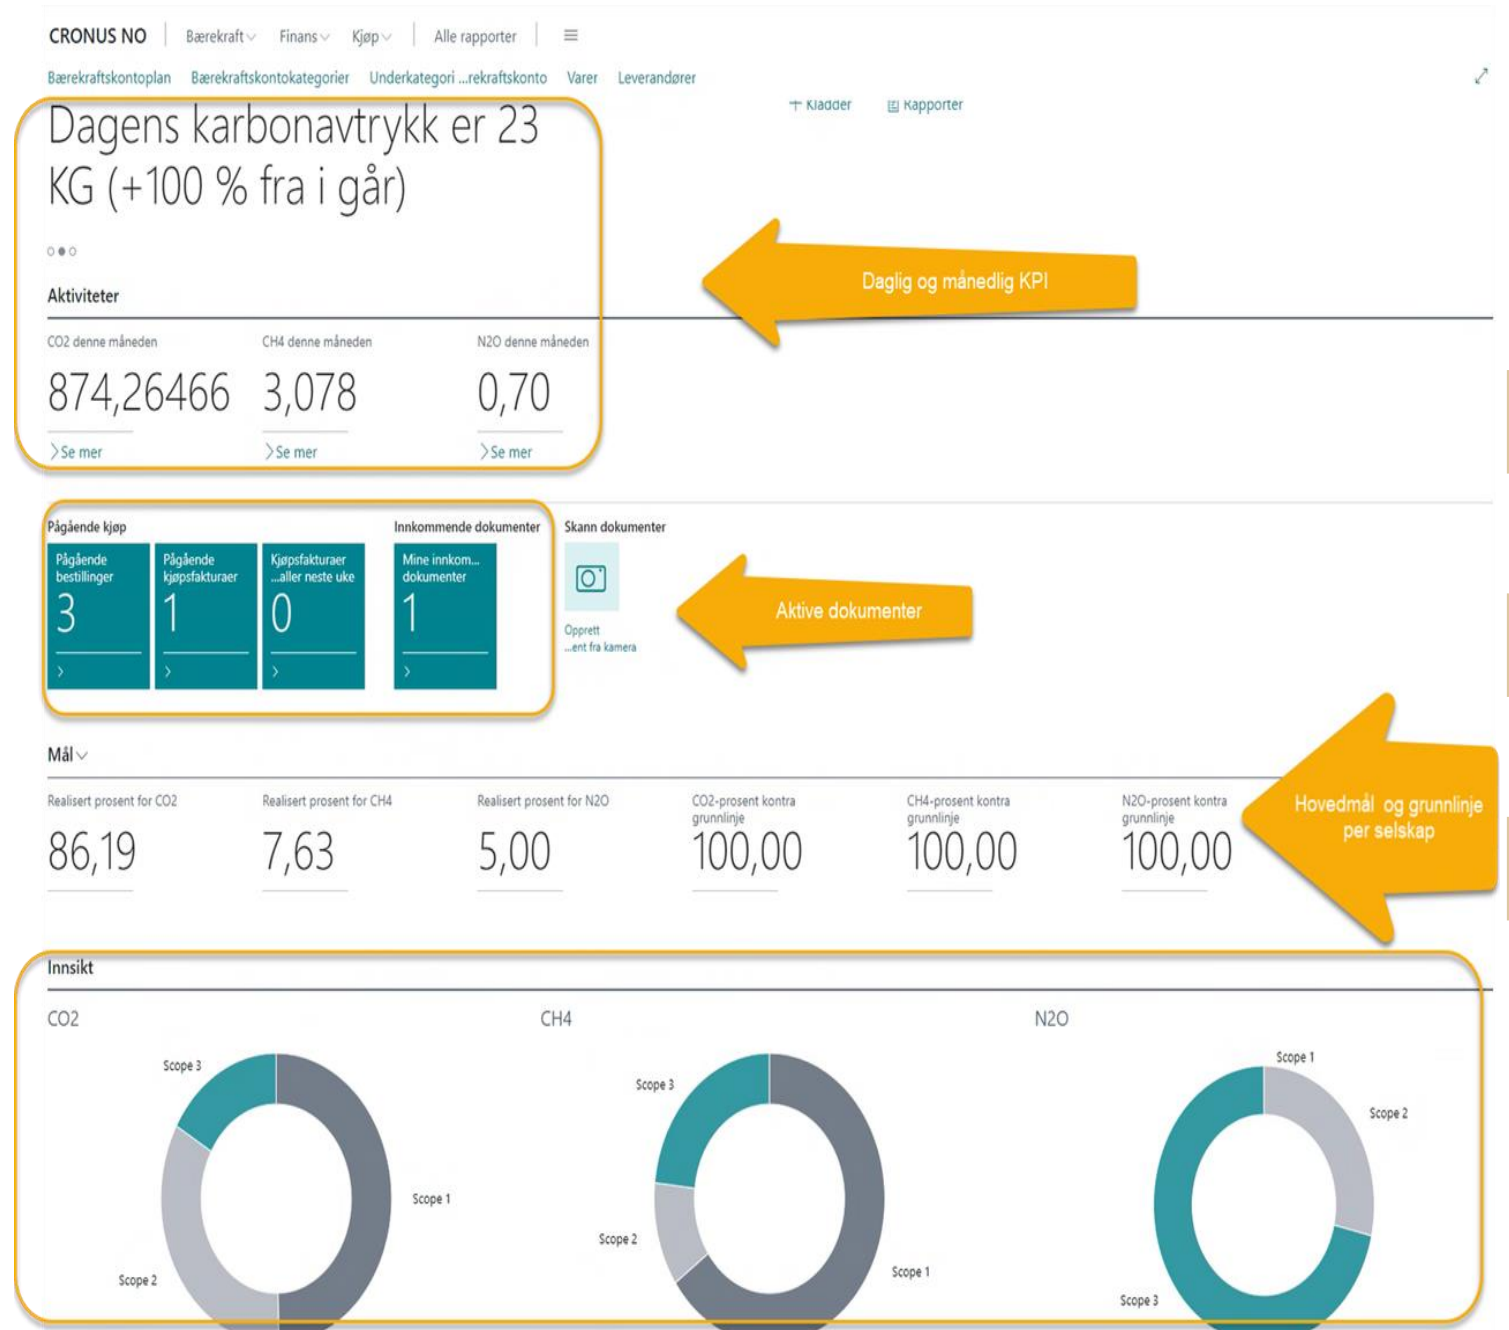 CRONUS NO
Bærekraft
Finans
Kjøp
Alle rapporter
Bærekraftskontoplan
Bærekraftskontokategorier
Underkategori ...rekraftskonto
Varer
Leverandører
Kladder
Rapporter
Dagens karbonavtrykk er 23
KG (+100 % fra i går)
Daglig og månedlig KPI
Aktiviteter
CO2 denne måneden
CH4 denne måneden
N2O denne måneden
874,26466
3,078
0,70
Se mer
Se mer
Se mer
Pågående kjøp
Innkommende dokumenter
Skann dokumenter
Pågående
bestillinger
3
Pågående
kjøpsfakturaer
1
Kjøpsfakturaer
...aller neste uke
0
Mine innkom...
dokumenter
1
Opprett
...ent fra kamera
Aktive dokumenter
Mål
Realisert prosent for CO2
86,19
Realisert prosent for CH4
7,63
Realisert prosent for N2O
5,00
CO2-prosent kontra
grunnlinje
100,00
CH4-prosent kontra
grunnlinje
100,00
N2O-prosent kontra
grunnlinje
100,00
Hovedmål og grunnlinje
per selskap
Innsikt
CO2
Scope 3
Scope 1
Scope 2
CH4
Scope 3
Scope 2
Scope 1
N2O
Scope 1
Scope 2
Scope 3